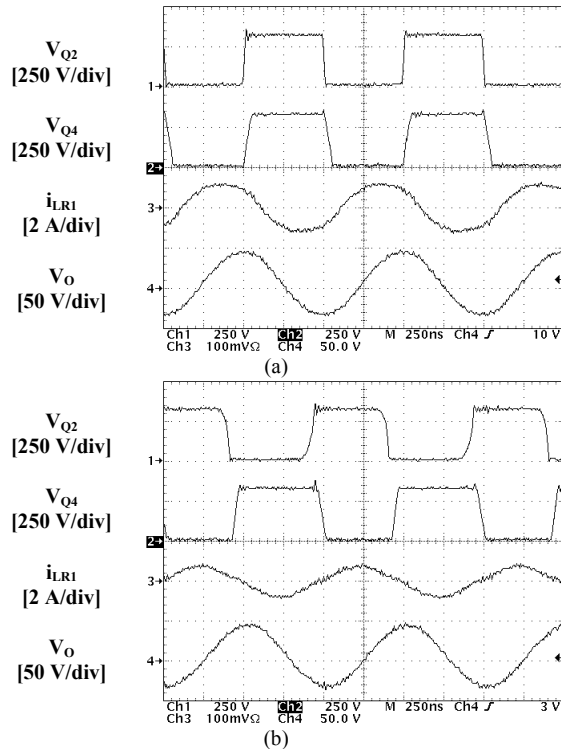 V_Q2
[250 V/div]
1
V_Q4
[250 V/div]
2
i_LR1
[2 A/div]
3
V_O
[50 V/div]
4
Ch1 250 V Ch2 250 V M 250ns Ch4 ∫ 10 V
Ch3 100mVΩ Ch4 50.0 V
(a)
V_Q2
[250 V/div]
1
V_Q4
[250 V/div]
2
i_LR1
[2 A/div]
3
V_O
[50 V/div]
4
Ch1 250 V Ch2 250 V M 250ns Ch4 ∫ 3 V
Ch3 100mVΩ Ch4 50.0 V
(b)